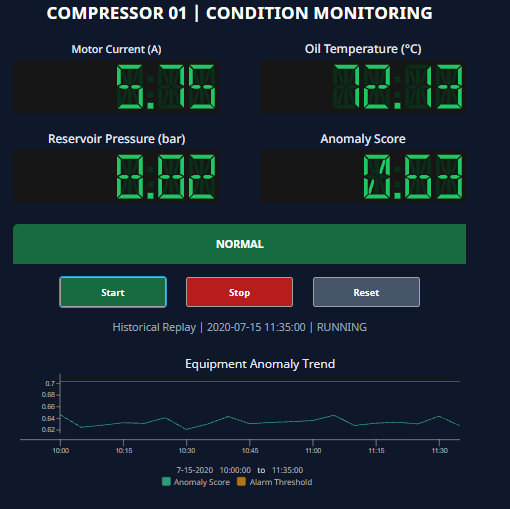 COMPRESSOR 01 | CONDITION MONITORING
Motor Current (A) Oil Temperature (°C)
5.75 72.13
Reservoir Pressure (bar) Anomaly Score
8.82 0.63
NORMAL
Start Stop Reset
Historical Replay | 2020-07-15 11:35:00 | RUNNING
Equipment Anomaly Trend
0.7
0.68
0.66
0.64
0.62
10:00 10:15 10:30 10:45 11:00 11:15 11:30
7-15-2020 10:00:00 to 11:35:00
Anomaly Score Alarm Threshold